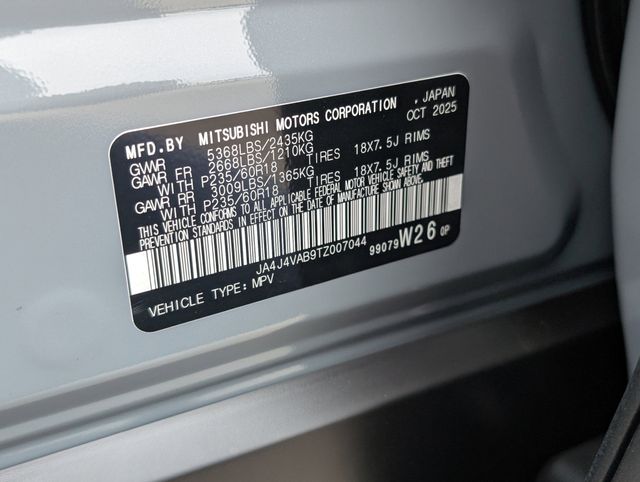 MFD.BY MITSUBISHI MOTORS CORPORATION , JAPAN
GVWR 5368LBS/2435KG OCT 2025
GAWR FR 2668LBS/1210KG
WITH P235/60R18 TIRES 18X7.5J RIMS
GAWR RR 3009LBS/1365KG
WITH P235/60R18 TIRES 18X7.5J RIMS
THIS VEHICLE CONFORMS TO ALL APPLICABLE FEDERAL MOTOR VEHICLE SAFETY AND THEFT
PREVENTION STANDARDS IN EFFECT ON THE DATE OF MANUFACTURE SHOWN ABOVE.
JA4J4VAB9TZ007044 99079W26 0P
VEHICLE TYPE: MPV